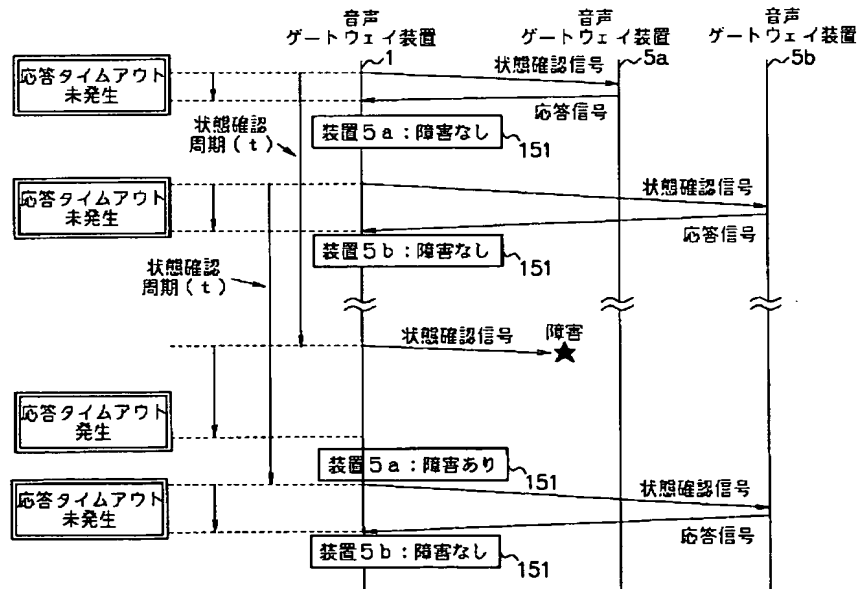 音声
ゲートウェイ装置
1
音声
ゲートウェイ装置
5a
音声
ゲートウェイ装置
5b
応答タイムアウト
未発生
状態確認信号
応答信号
状態確認
周期(t)
装置5a:障害なし
151
応答タイムアウト
未発生
状態確認信号
応答信号
装置5b:障害なし
151
状態確認
周期(t)
状態確認信号
障害
応答タイムアウト
発生
装置5a:障害あり
151
応答タイムアウト
未発生
状態確認信号
応答信号
装置5b:障害なし
151